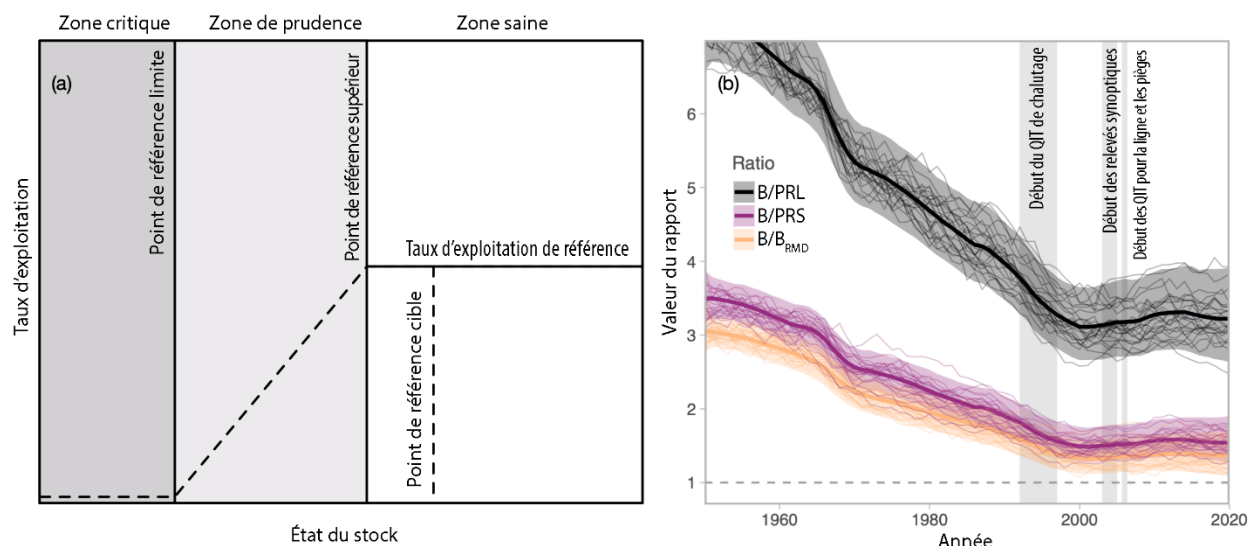 Zone critique
Zone de prudence
Zone saine
(a)
Point de référence limite
Point de référence supérieur
Taux d'exploitation de référence
Point de référence cible
Taux d'exploitation
État du stock
(b)
Début du QIT de chalutage
Début des relevés synoptiques
Début des QIT pour la ligne et les pièges
Ratio
B/PRL
B/PRS
B/BRMD
Valeur du rapport
6
5
4
3
2
1
1960
1980
2000
2020
Année